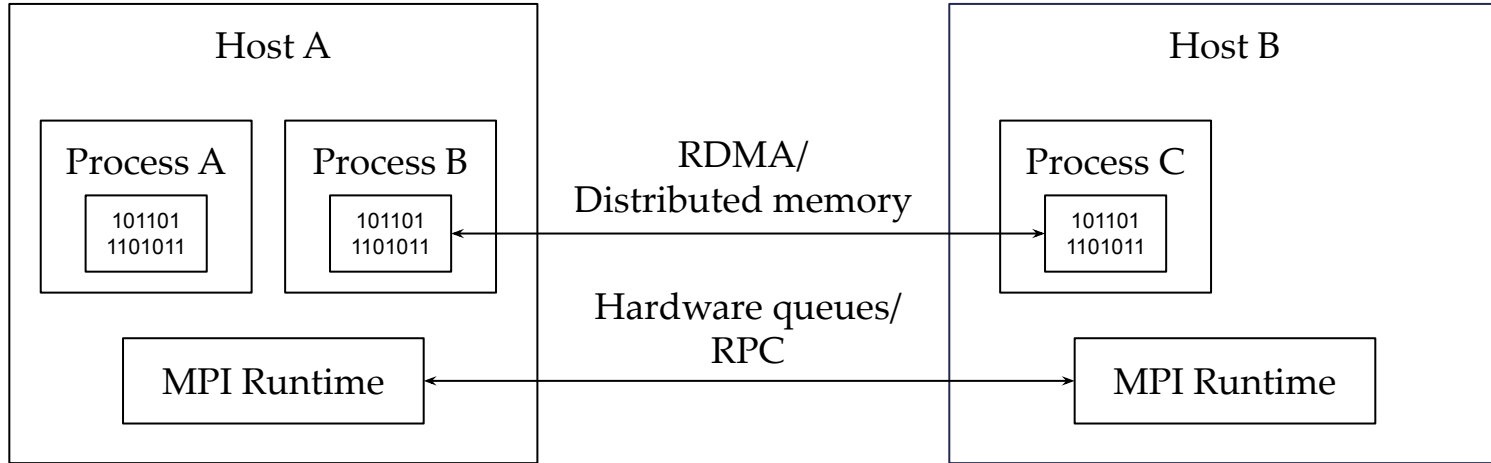 Host A
Host B
Process A
Process B
Process C
101101
1101011
101101
1101011
101101
1101011
RDMA/
Distributed memory
Hardware queues/
RPC
MPI Runtime
MPI Runtime